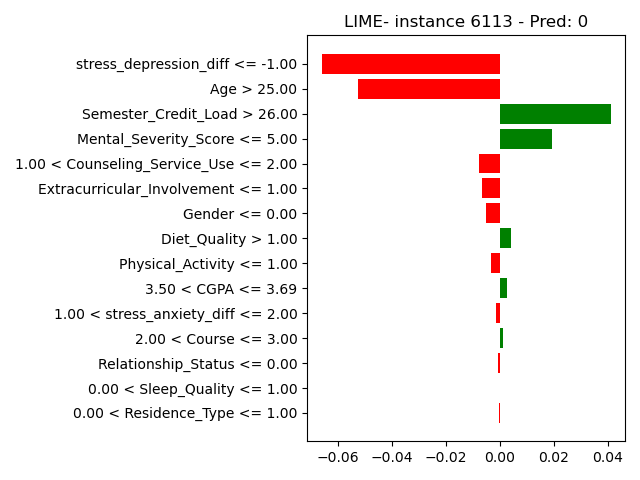 LIME- instance 6113 - Pred: 0
stress_depression_diff <= -1.00
Age > 25.00
Semester_Credit_Load > 26.00
Mental_Severity_Score <= 5.00
1.00 < Counseling_Service_Use <= 2.00
Extracurricular_Involvement <= 1.00
Gender <= 0.00
Diet_Quality > 1.00
Physical_Activity <= 1.00
3.50 < CGPA <= 3.69
1.00 < stress_anxiety_diff <= 2.00
2.00 < Course <= 3.00
Relationship_Status <= 0.00
0.00 < Sleep_Quality <= 1.00
0.00 < Residence_Type <= 1.00
−0.06 −0.04 −0.02 0.00 0.02 0.04